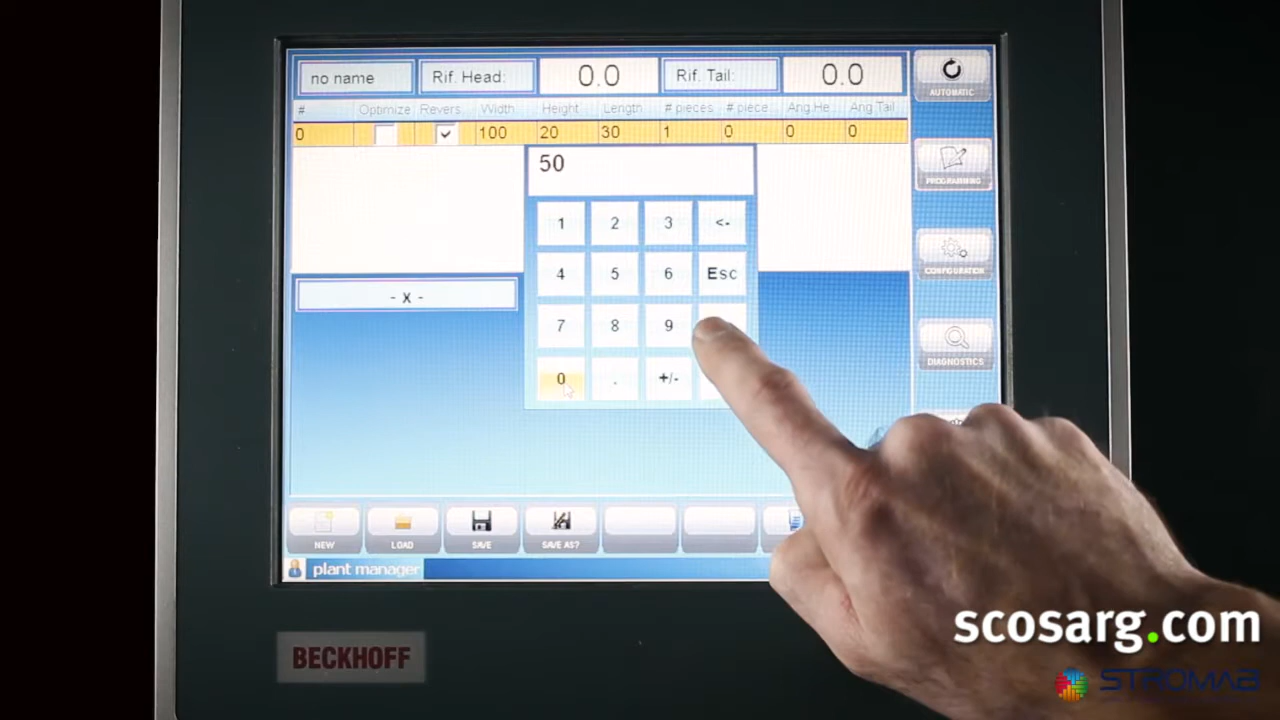 no name Rif. Head: 0.0 Rif. Tail: 0.0
# Optimize Revers Width Height Length # pieces # piece Ang He Ang Tail
0 100 20 30 1 0 0 0
50
1 2 3 <-
4 5 6 Esc
7 8 9
0 . +/-
- x -
AUTOMATIC
PROGRAMMING
CONFIGURATION
DIAGNOSTICS
NEW LOAD SAVE SAVE AS?
plant manager
BECKHOFF
scosarg.com
STROMAB